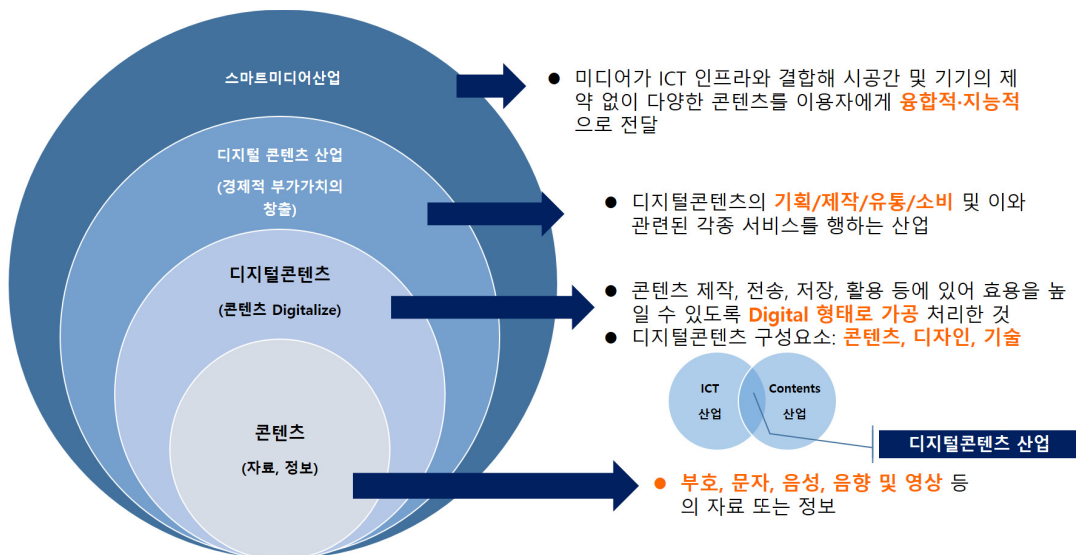 스마트미디어산업
● 미디어가 ICT 인프라와 결합해 시공간 및 기기의 제
약 없이 다양한 콘텐츠를 이용자에게 융합적·지능적
으로 전달
디지털 콘텐츠 산업
(경제적 부가가치의
창출)
● 디지털콘텐츠의 기획/제작/유통/소비 및 이와
관련된 각종 서비스를 행하는 산업
디지털콘텐츠
(콘텐츠 Digitalize)
● 콘텐츠 제작, 전송, 저장, 활용 등에 있어 효용을 높
일 수 있도록 Digital 형태로 가공 처리한 것
● 디지털콘텐츠 구성요소: 콘텐츠, 디자인, 기술
ICT
산업
Contents
산업
디지털콘텐츠 산업
콘텐츠
(자료, 정보)
● 부호, 문자, 음성, 음향 및 영상 등
의 자료 또는 정보